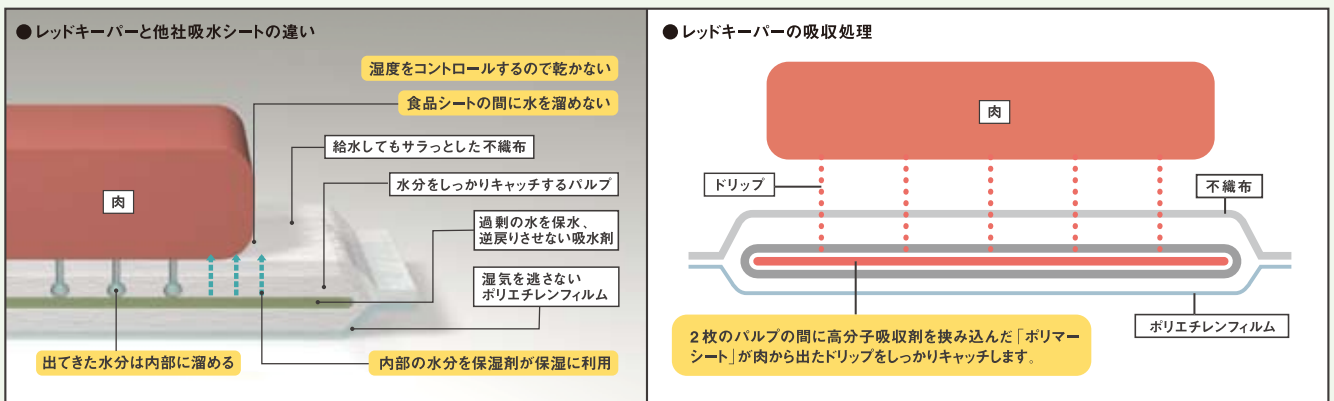 ●レッドキーパーと他社吸水シートの違い
湿度をコントロールするので乾かない
食品シートの間に水を溜めない
給水してもサラっとした不織布
水分をしっかりキャッチするパルプ
肉
過剰の水を保水、
逆戻りさせない吸水剤
湿気を逃さない
ポリエチレンフィルム
出てきた水分は内部に溜める
内部の水分を保湿剤が保湿に利用
●レッドキーパーの吸収処理
肉
ドリップ
不織布
ポリエチレンフィルム
2枚のパルプの間に高分子吸収剤を挟み込んだ「ポリマー
シート」が肉から出たドリップをしっかりキャッチします。